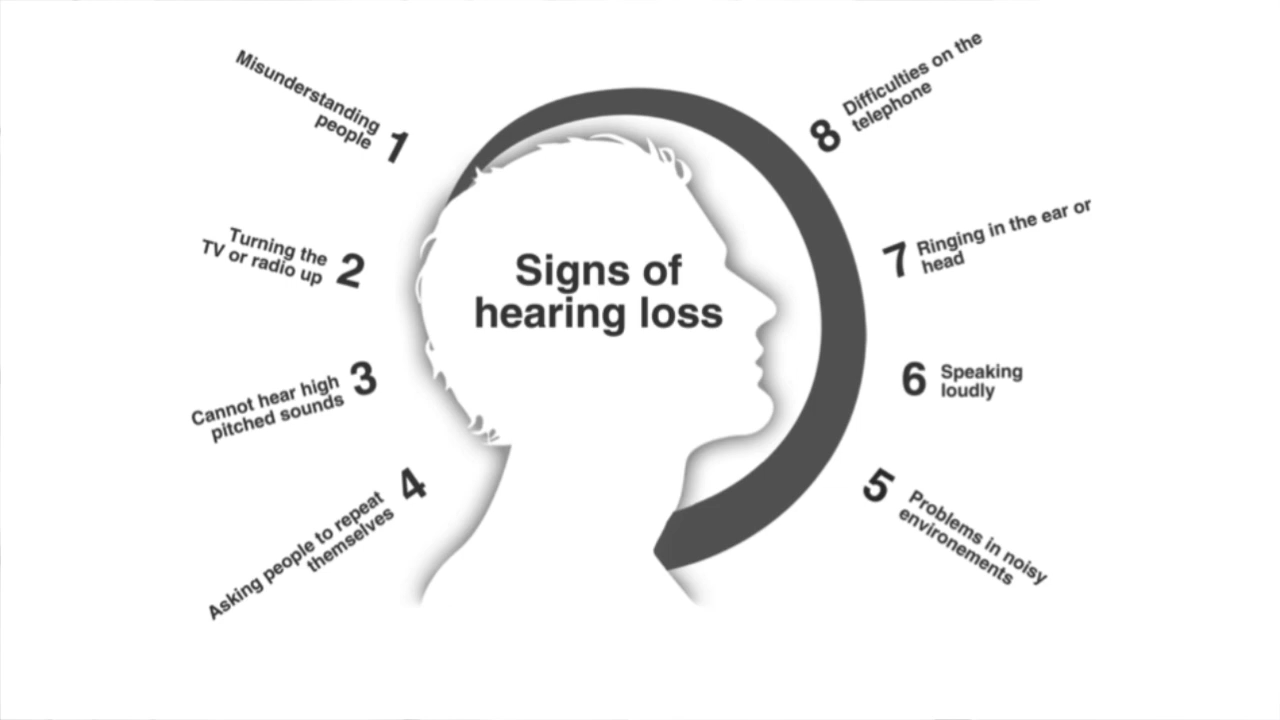 Signs of
hearing loss
1
Misunderstanding
people
2
Turning the
TV or radio up
3
Cannot hear high
pitched sounds
4
Asking people to repeat
themselves
5
Problems in noisy
environements
6
Speaking
loudly
7
Ringing in the ear or
head
8
Difficulties on the
telephone